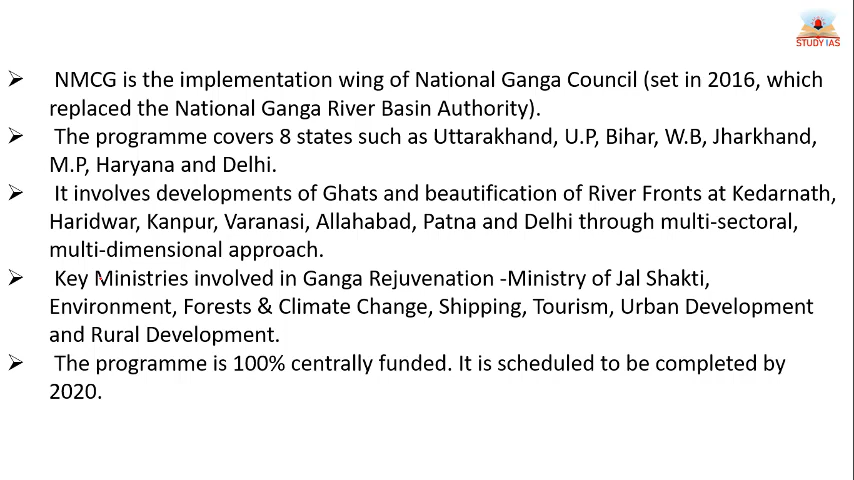 STUDY IAS
➢ NMCG is the implementation wing of National Ganga Council (set in 2016, which
replaced the National Ganga River Basin Authority).
➢ The programme covers 8 states such as Uttarakhand, U.P, Bihar, W.B, Jharkhand,
M.P, Haryana and Delhi.
➢ It involves developments of Ghats and beautification of River Fronts at Kedarnath,
Haridwar, Kanpur, Varanasi, Allahabad, Patna and Delhi through multi-sectoral,
multi-dimensional approach.
➢ Key Ministries involved in Ganga Rejuvenation -Ministry of Jal Shakti,
Environment, Forests & Climate Change, Shipping, Tourism, Urban Development
and Rural Development.
➢ The programme is 100% centrally funded. It is scheduled to be completed by
2020.